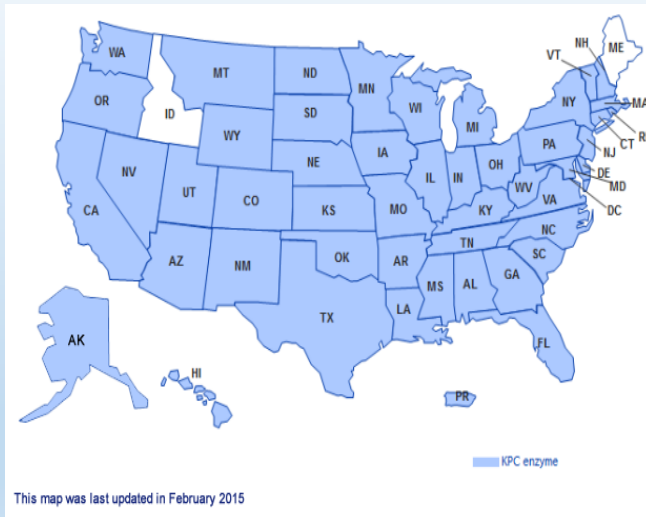 ME
NH
VT
WA
MT
ND
MN
OR
ID
SD
WI
MI
NY
MA
R
WY
CT
PA
NJ
IA
NE
OH
IL
IN
DE
MD
NV
UT
CO
WV
VA
DC
KS
MO
KY
CA
NC
TN
OK
AR
SC
AZ
NM
MS
AL
GA
LA
TX
AK
FL
HI
PR
KPC enzyme
This map was last updated in February 2015